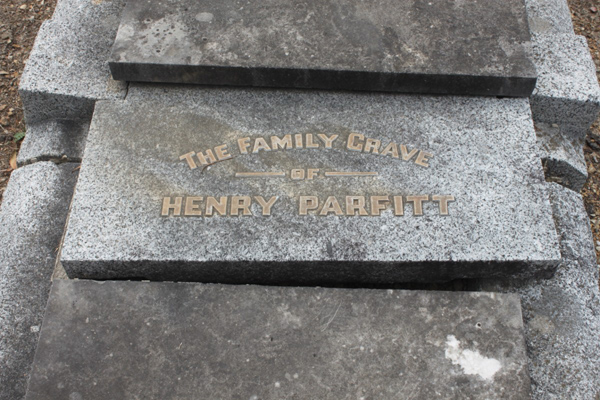 THE FAMILY GRAVE
OF
HENRY PARFITT